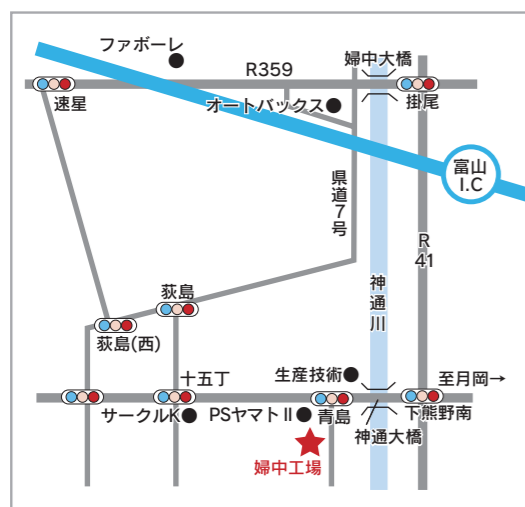 ファボーレ
R359
婦中大橋
速星
オートバックス
掛尾
富山
I.C
県道7号
R
41
神通川
荻島
荻島(西)
十五丁
生産技術
至月岡→
サークルK
PSヤマトⅡ
青島
下熊野南
神通大橋
婦中工場